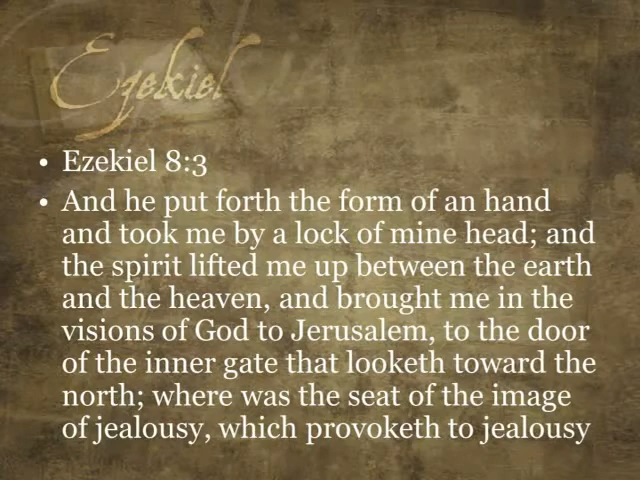 Ezekiel
• Ezekiel 8:3
• And he put forth the form of an hand
and took me by a lock of mine head; and
the spirit lifted me up between the earth
and the heaven, and brought me in the
visions of God to Jerusalem, to the door
of the inner gate that looketh toward the
north; where was the seat of the image
of jealousy, which provoketh to jealousy